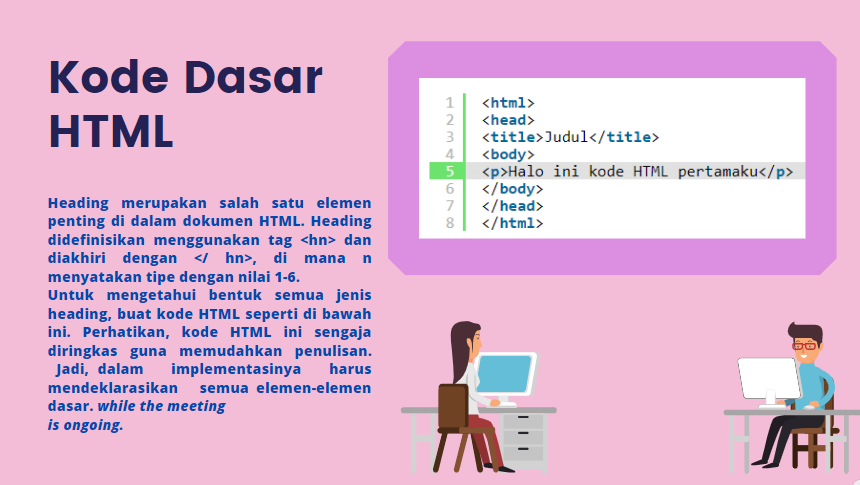 Kode Dasar
HTML
Heading merupakan salah satu elemen
penting di dalam dokumen HTML. Heading
didefinisikan menggunakan tag <hn> dan
diakhiri dengan </ hn>, di mana n
menyatakan tipe dengan nilai 1-6.
Untuk mengetahui bentuk semua jenis
heading, buat kode HTML seperti di bawah
ini. Perhatikan, kode HTML ini sengaja
diringkas guna memudahkan penulisan.
Jadi, dalam implementasinya harus
mendeklarasikan semua elemen-elemen
dasar. while the meeting
is ongoing.
1 <html>
2 <head>
3 <title>Judul</title>
4 <body>
5 <p>Halo ini kode HTML pertamaku</p>
6 </body>
7 </head>
8 </html>